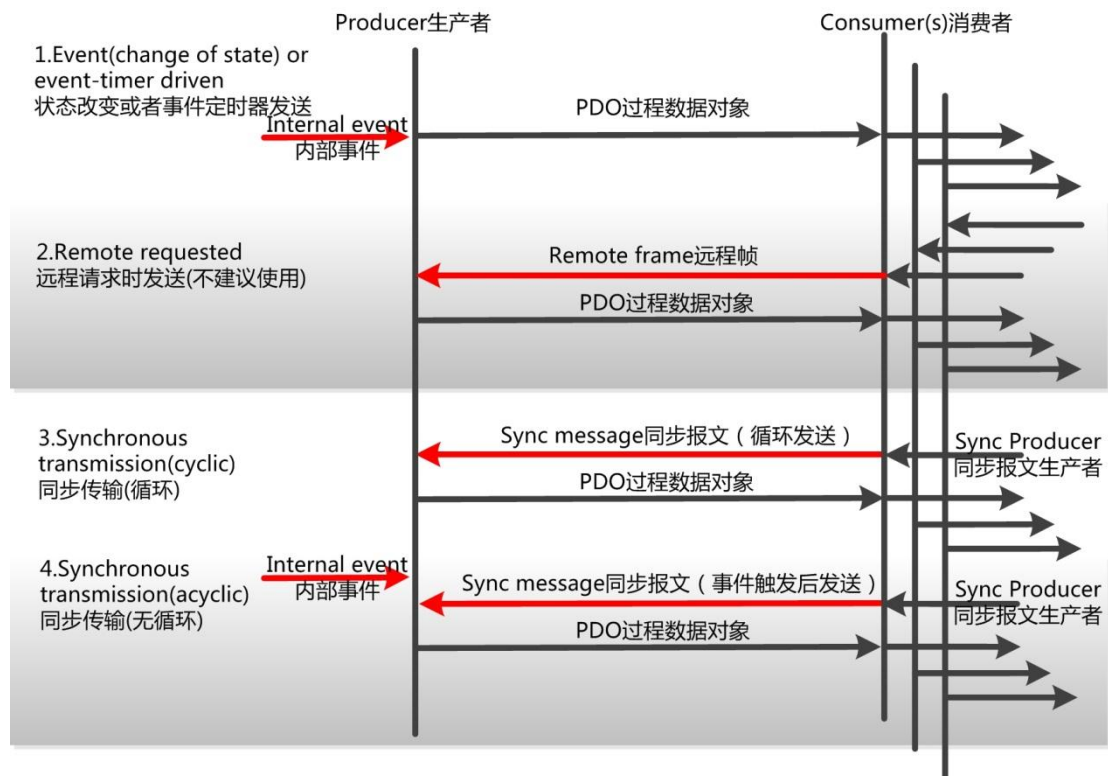 Producer生产者
Consumer(s)消费者
1.Event(change of state) or
event-timer driven
状态改变或者事件定时器发送
Internal event
内部事件
PDO过程数据对象
2.Remote requested
远程请求时发送(不建议使用)
Remote frame远程帧
PDO过程数据对象
3.Synchronous
transmission(cyclic)
同步传输(循环)
Sync message同步报文（循环发送）
Sync Producer
同步报文生产者
PDO过程数据对象
4.Synchronous
transmission(acyclic)
同步传输(无循环)
Internal event
内部事件
Sync message同步报文（事件触发后发送）
Sync Producer
同步报文生产者
PDO过程数据对象